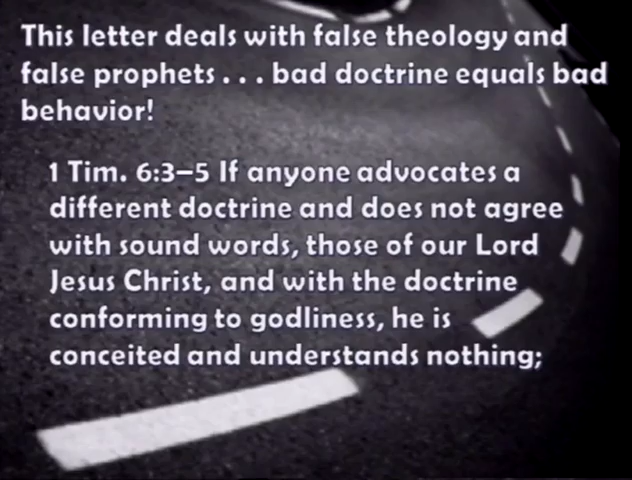 This letter deals with false theology and
false prophets . . . bad doctrine equals bad
behavior!
1 Tim. 6:3–5 If anyone advocates a
different doctrine and does not agree
with sound words, those of our Lord
Jesus Christ, and with the doctrine
conforming to godliness, he is
conceited and understands nothing;